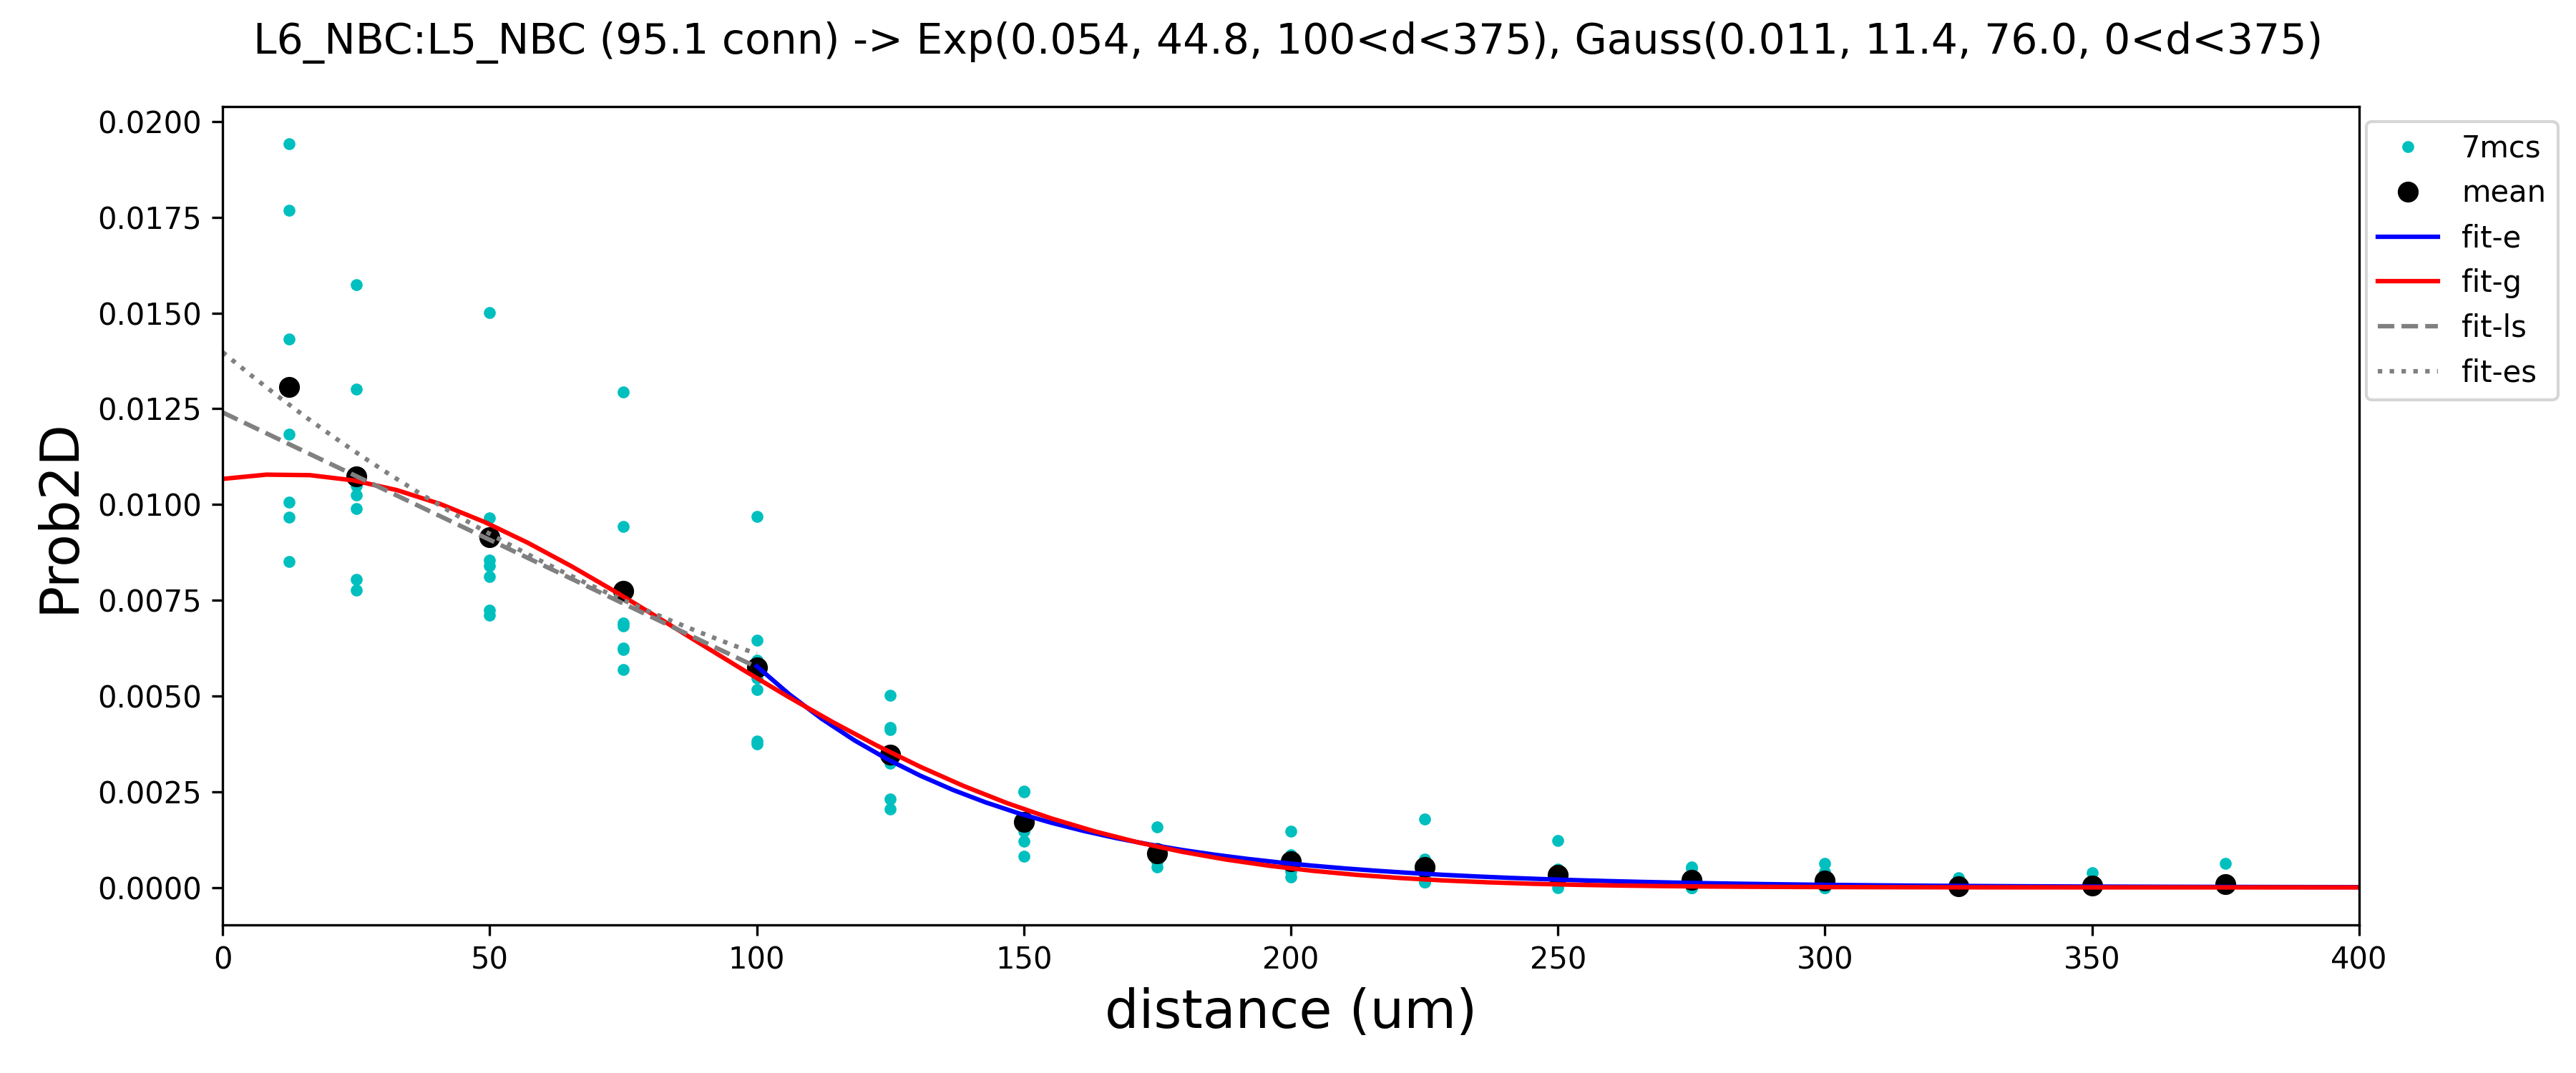 L6_NBC:L5_NBC (95.1 conn) -> Exp(0.054, 44.8, 100<d<375), Gauss(0.011, 11.4, 76.0, 0<d<375)
Prob2D
0.0200
0.0175
0.0150
0.0125
0.0100
0.0075
0.0050
0.0025
0.0000
0 50 100 150 200 250 300 350 400
distance (um)
7mcs
mean
fit-e
fit-g
fit-ls
fit-es